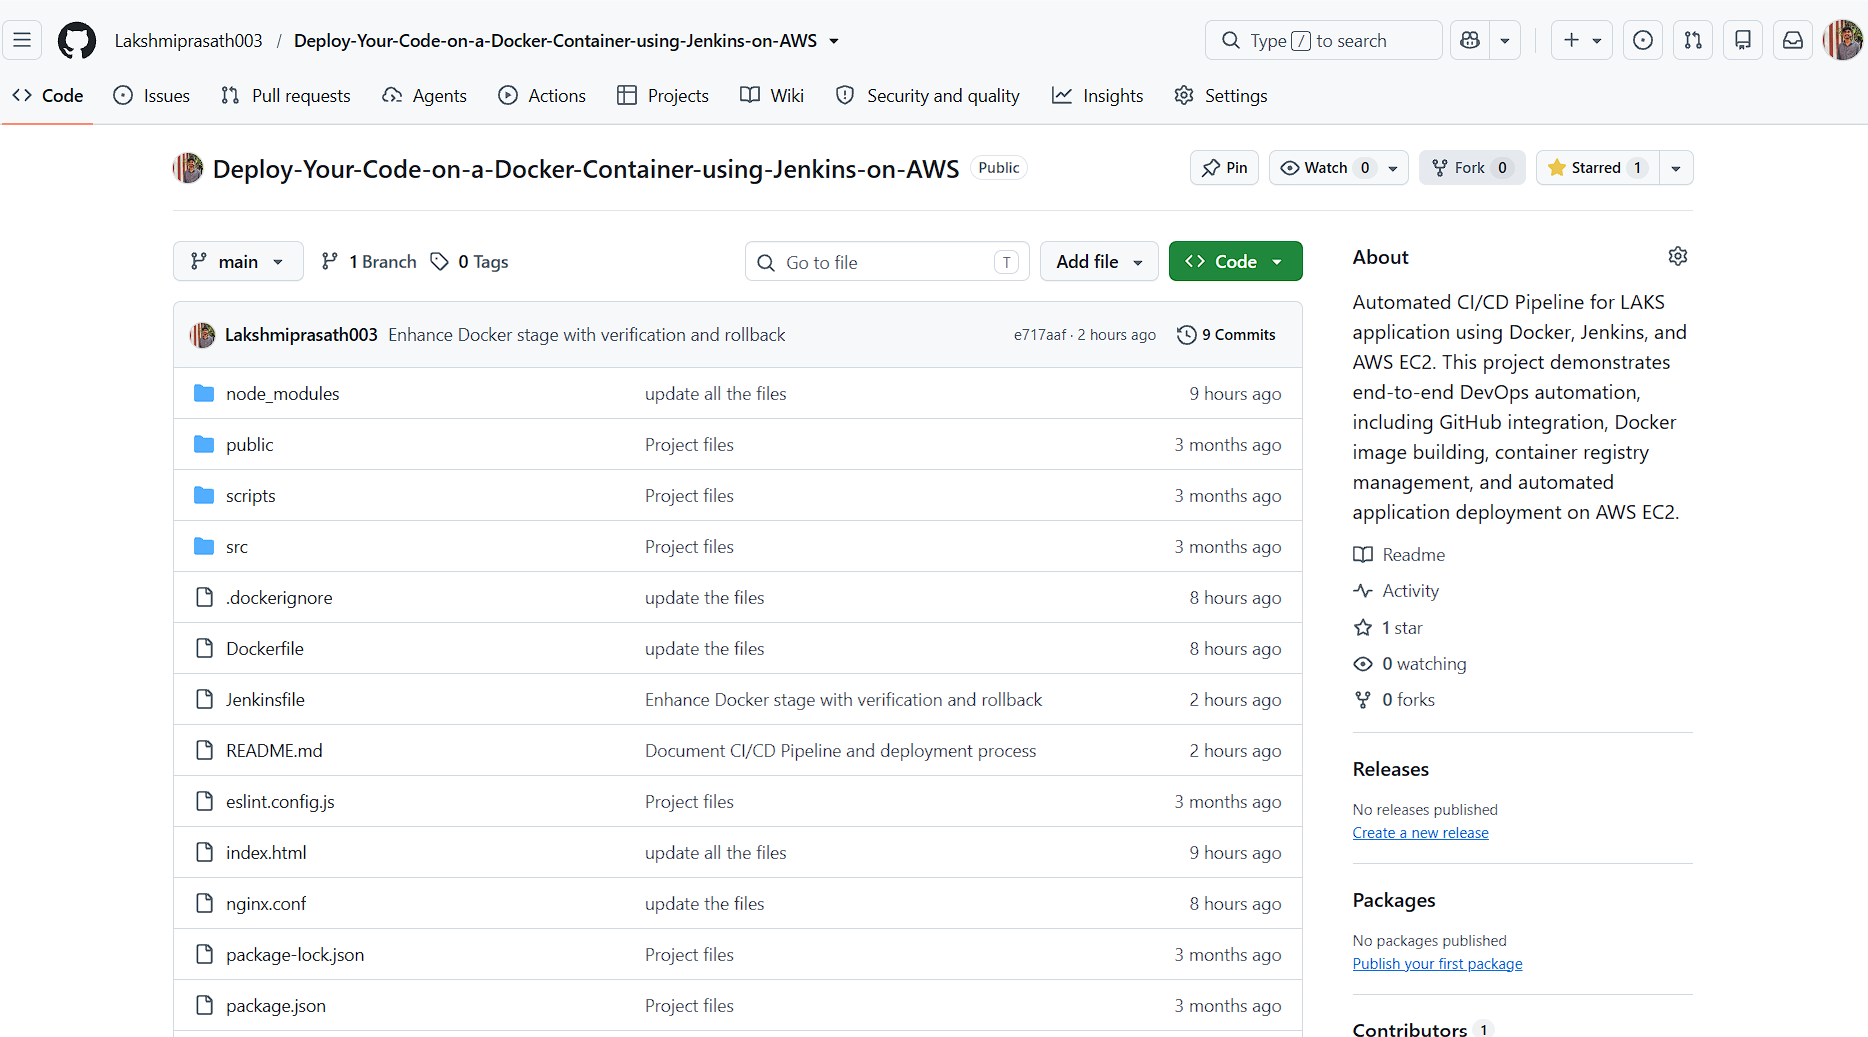 Lakshmiprasath003 / Deploy-Your-Code-on-a-Docker-Container-using-Jenkins-on-AWS
Type / to search
Code Issues Pull requests Agents Actions Projects Wiki Security and quality Insights Settings
Deploy-Your-Code-on-a-Docker-Container-using-Jenkins-on-AWS Public
Pin Watch 0 Fork 0 Starred 1
main 1 Branch 0 Tags Go to file T Add file Code
Lakshmiprasath003 Enhance Docker stage with verification and rollback e717aaf · 2 hours ago 9 Commits
node_modules update all the files 9 hours ago
public Project files 3 months ago
scripts Project files 3 months ago
src Project files 3 months ago
.dockerignore update the files 8 hours ago
Dockerfile update the files 8 hours ago
Jenkinsfile Enhance Docker stage with verification and rollback 2 hours ago
README.md Document CI/CD Pipeline and deployment process 2 hours ago
eslint.config.js Project files 3 months ago
index.html update all the files 9 hours ago
nginx.conf update the files 8 hours ago
package-lock.json Project files 3 months ago
package.json Project files 3 months ago
About
Automated CI/CD Pipeline for LAKS
application using Docker, Jenkins, and
AWS EC2. This project demonstrates
end-to-end DevOps automation,
including GitHub integration, Docker
image building, container registry
management, and automated
application deployment on AWS EC2.
Readme
Activity
1 star
0 watching
0 forks
Releases
No releases published
Create a new release
Packages
No packages published
Publish your first package
Contributors 1